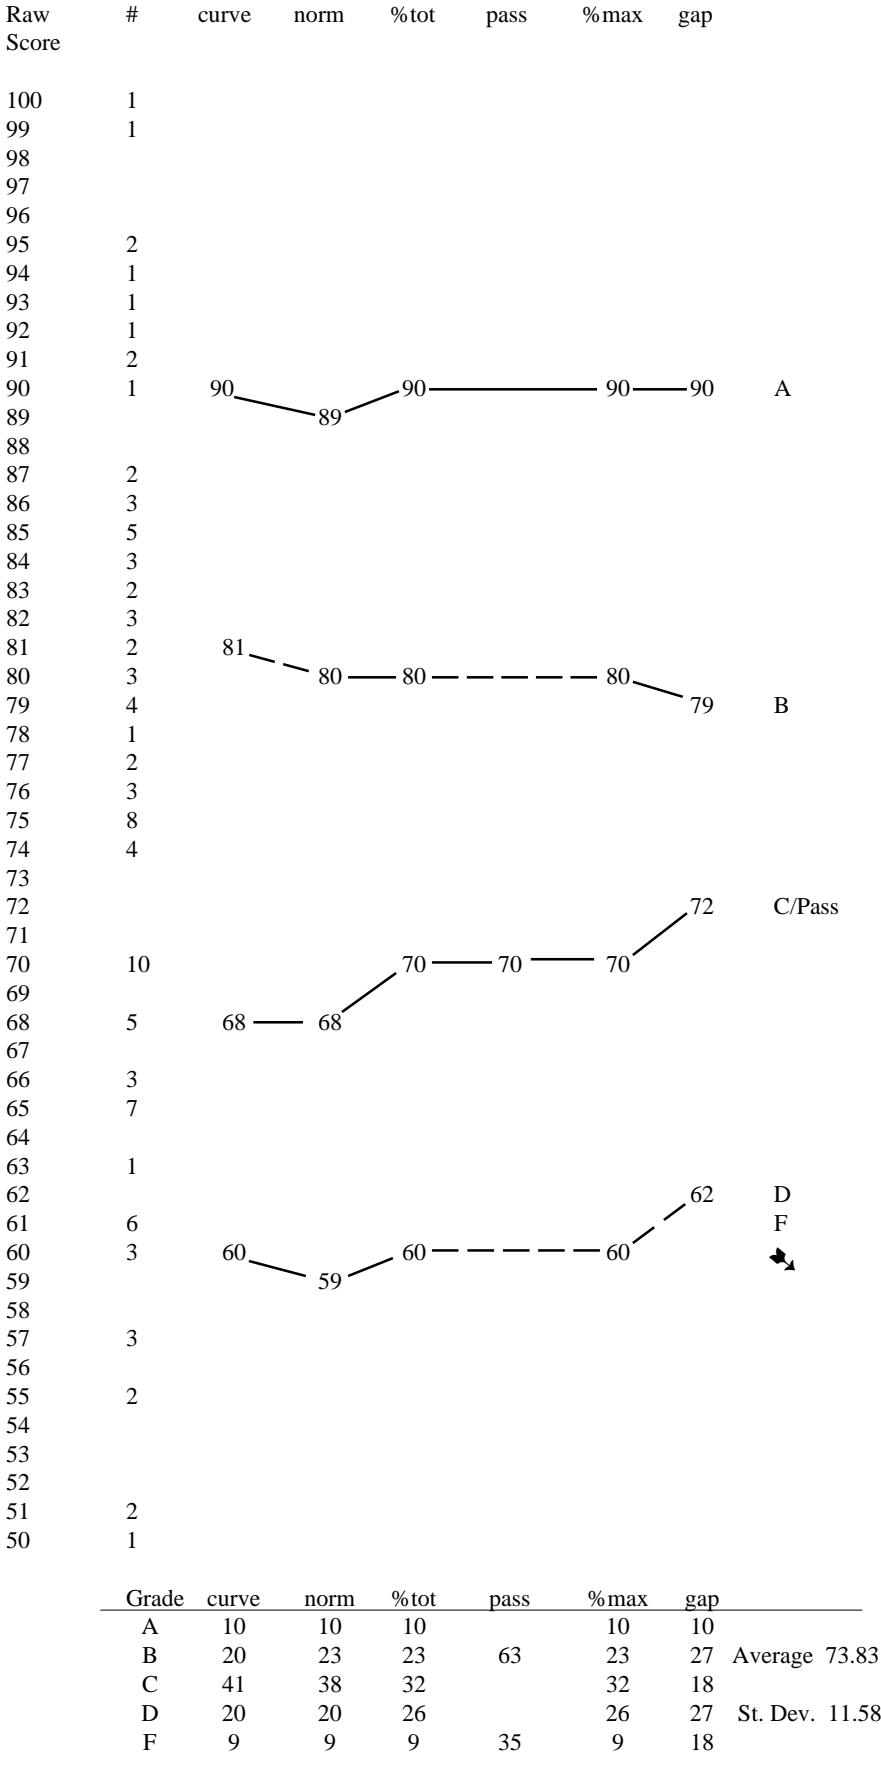 Raw # curve norm %tot pass %max gap
Score
100 1
99 1
98
97
96
95 2
94 1
93 1
92 1
91 2
90 1 90 90 90 90 A
89 89
88
87 2
86 3
85 5
84 3
83 2
82 3
81 2 81
80 3 80 80 80
79 4 79 B
78 1
77 2
76 3
75 8
74 4
73
72 72 C/Pass
71
70 10 70 70 70
69
68 5 68 68
67
66 3
65 7
64
63 1
62 62 D
61 6 F
60 3 60 60 60
59 59
58
57 3
56
55 2
54
53
52
51 2
50 1
Grade curve norm %tot pass %max gap
A 10 10 10 10 10
B 20 23 23 63 23 27 Average 73.83
C 41 38 32 32 18
D 20 20 26 26 27 St. Dev. 11.58
F 9 9 9 35 9 18